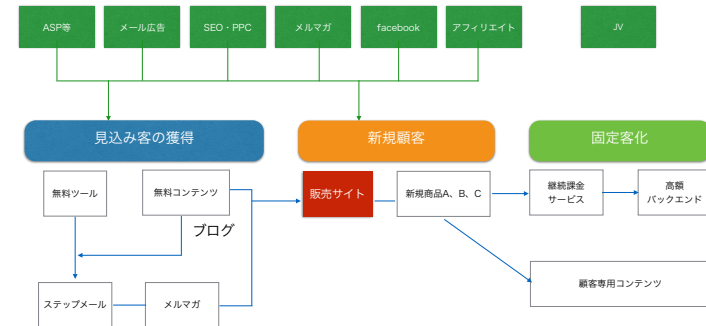 ASP等
メール広告
SEO・PPC
メルマガ
facebook
アフィリエイト
JV
見込み客の獲得
新規顧客
固定客化
無料ツール
無料コンテンツ
販売サイト
新規商品A、B、C
継続課金
サービス
高額
バックエンド
ブログ
ステップメール
メルマガ
顧客専用コンテンツ